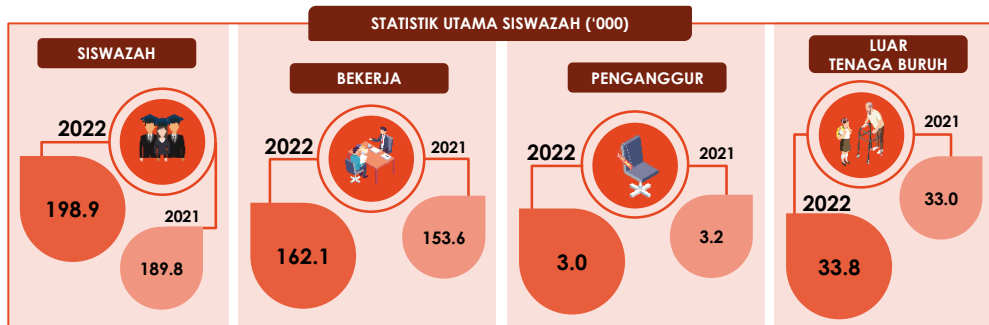 STATISTIK UTAMA SISWAZAH (‘000)
SISWAZAH
2022
198.9
2021
189.8
BEKERJA
2022
162.1
2021
153.6
PENGANGGUR
2022
3.0
2021
3.2
LUAR
TENAGA BURUH
2021
33.0
2022
33.8